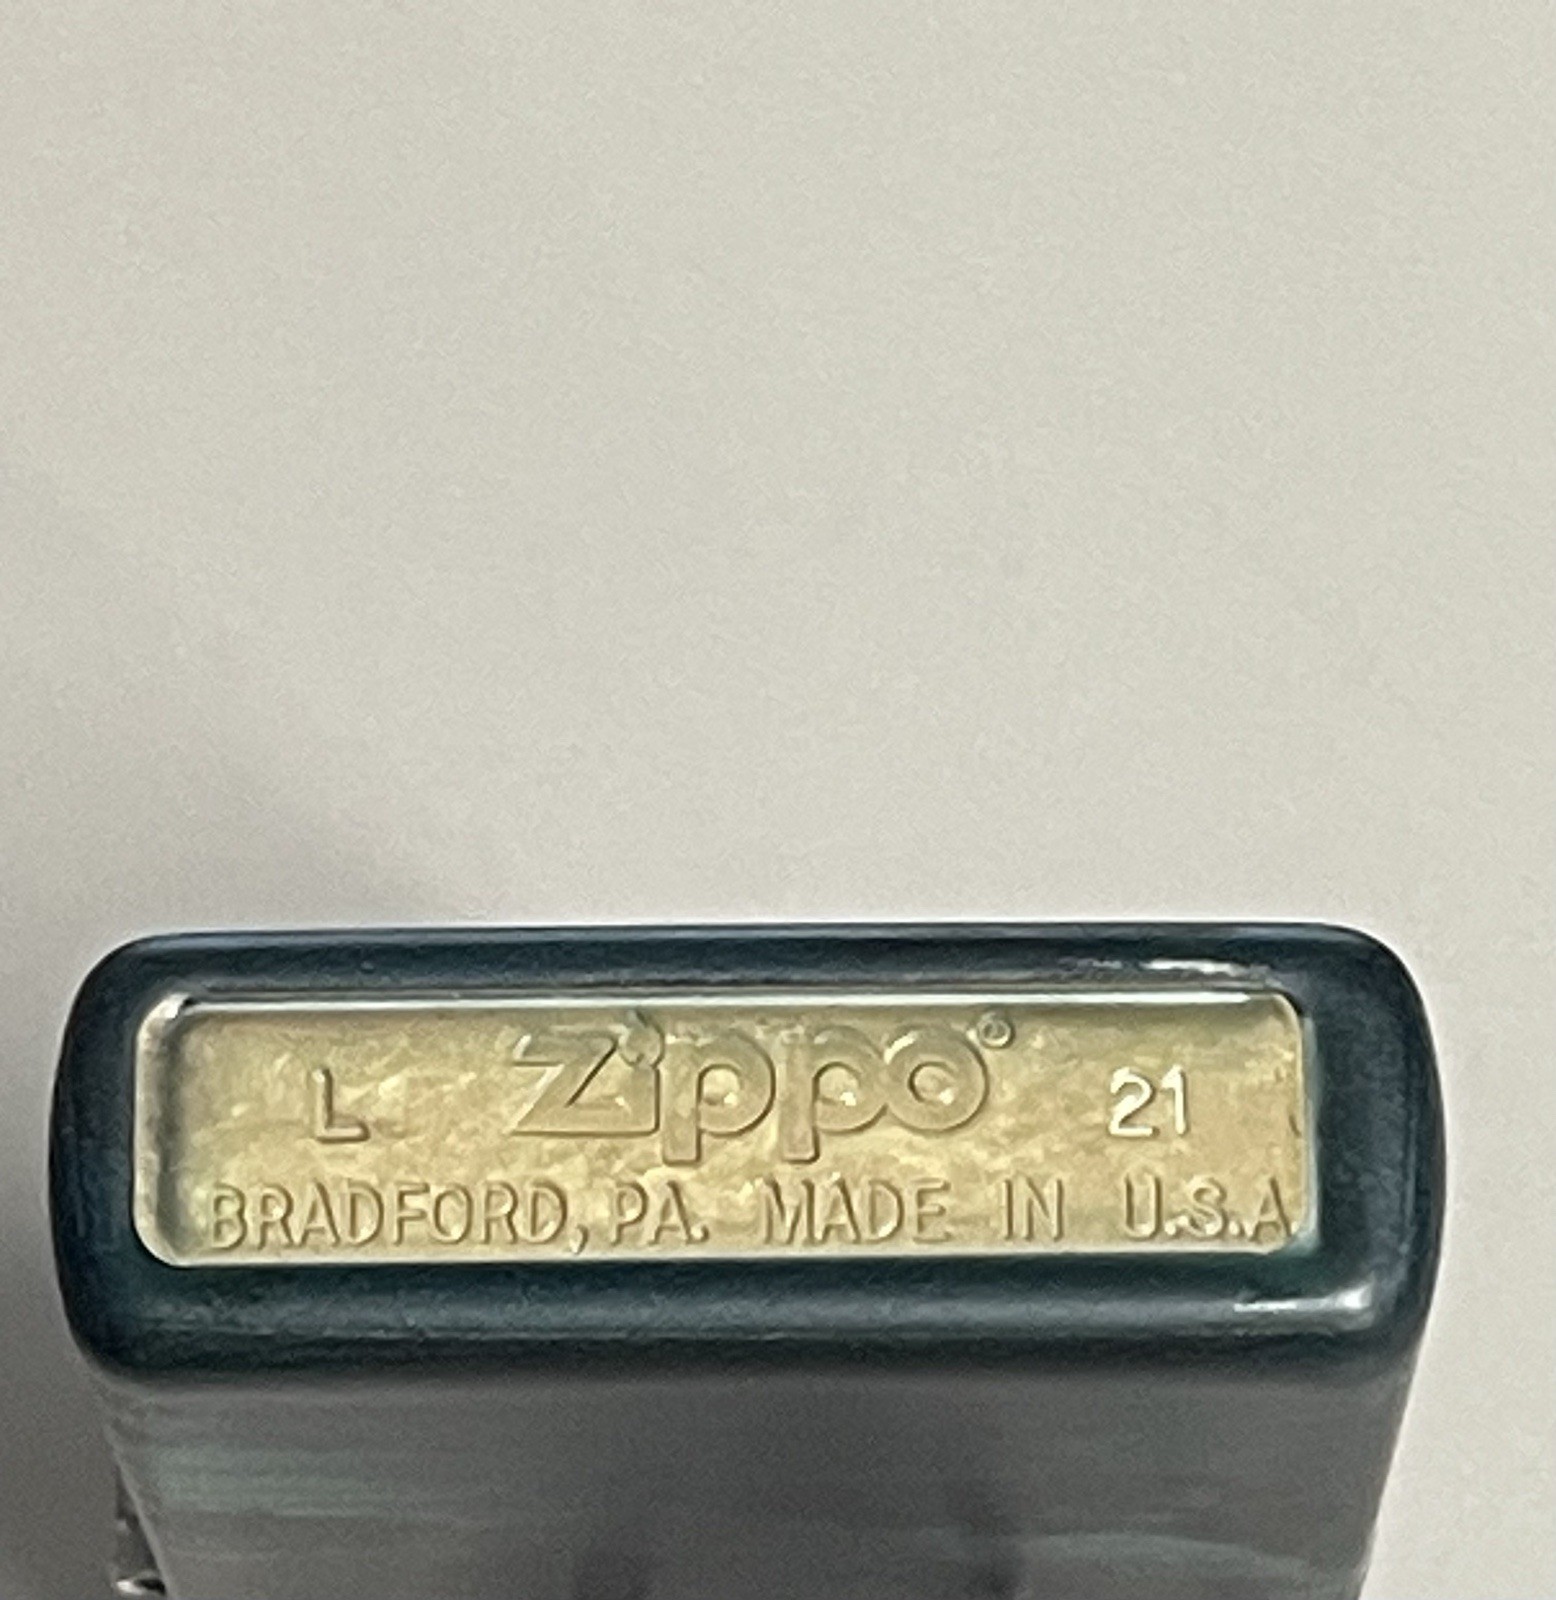 L Zippo® 21
BRADFORD, PA. MADE IN U.S.A